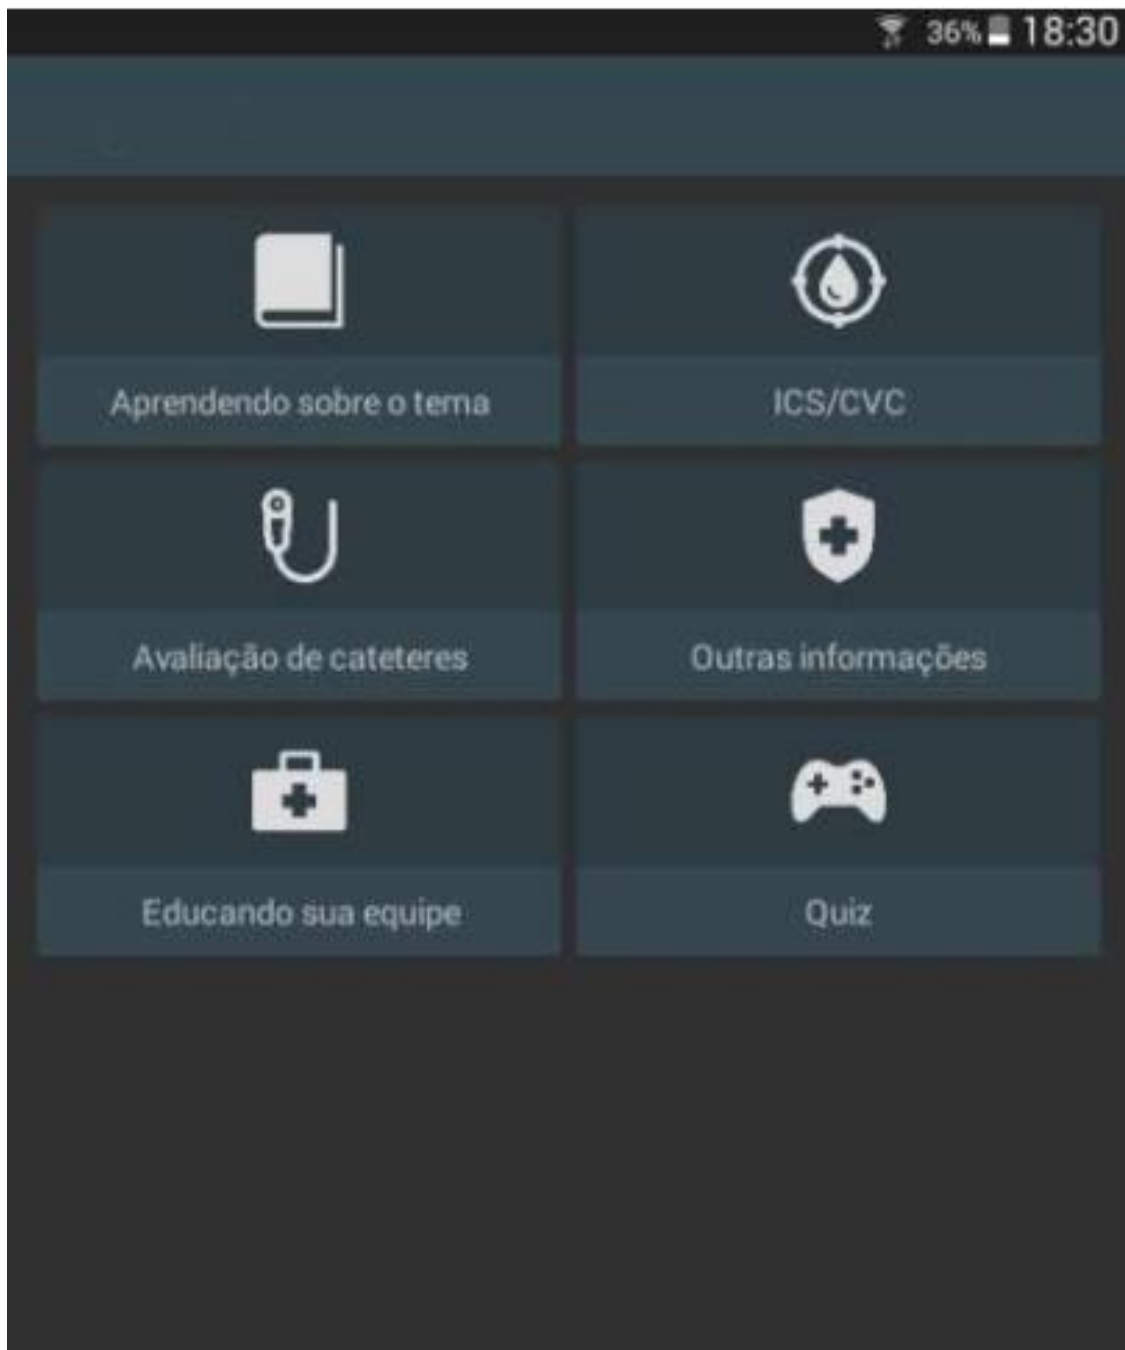 36% 18:30
Aprendendo sobre o tema
ICS/CVC
Avaliação de cateteres
Outras informações
Educando sua equipe
Quiz